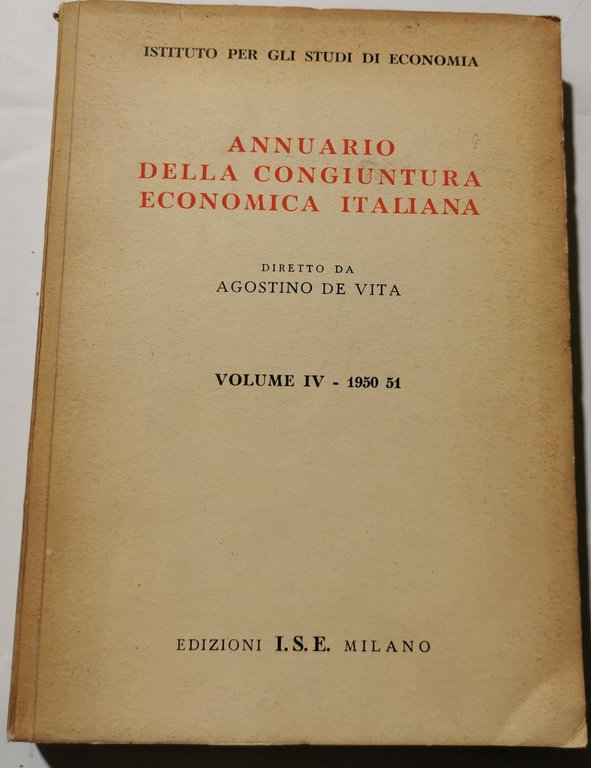 ISTITUTO PER GLI STUDI DI ECONOMIA
ANNUARIO
DELLA CONGIUNTURA
ECONOMICA ITALIANA
DIRETTO DA
AGOSTINO DE VITA
VOLUME IV - 1950 51
EDIZIONI I.S.E. MILANO